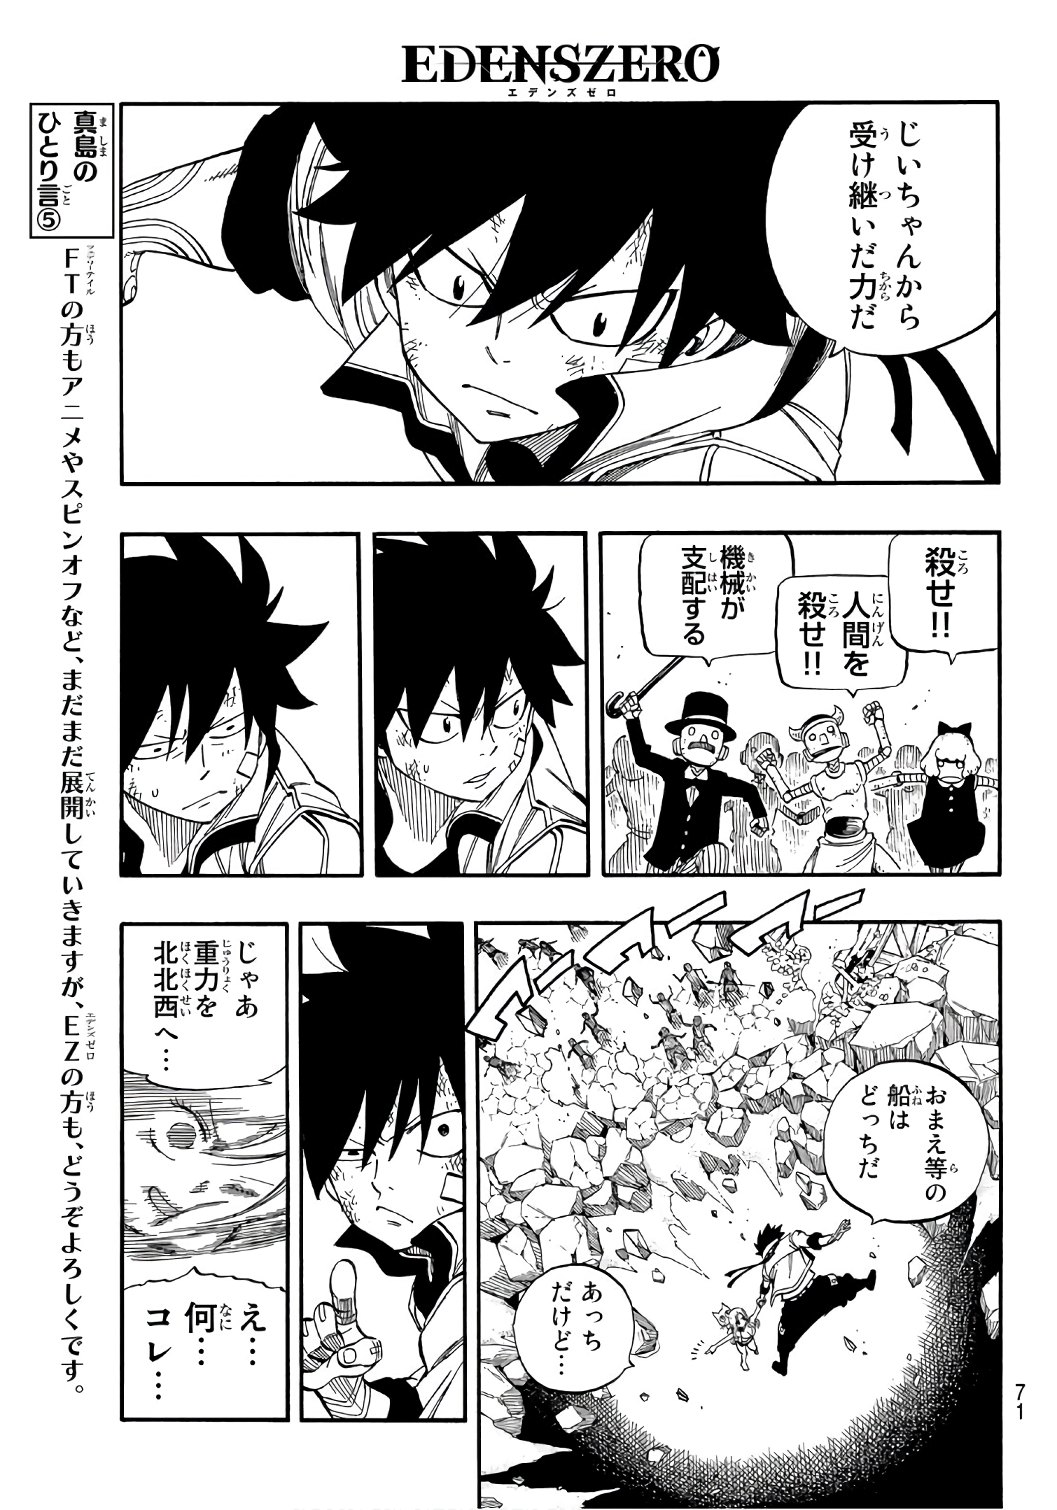 EDENSZERO
エデンズゼロ
真島の
ひとり言⑤
FTの方もアニメやスピンオフなど、まだまだ展開していきますが、EZの方も、どうぞよろしくです。
じいちゃんから
受け継いだ力だ
殺せ!!
人間を
殺せ!!
機械が
支配する
おまえ等の
船は
どっちだ
あっち
だけど…
じゃあ
重力を
北北西へ…
え…
何…
コレ…
71